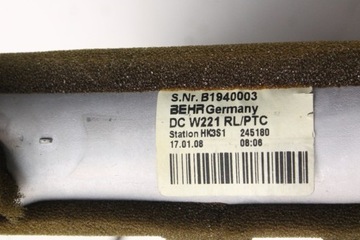 S.Nr. B1940003
BEHR Germany
DC W221 RL/PTC
Station HK3S1 245180
17.01.08 08:06